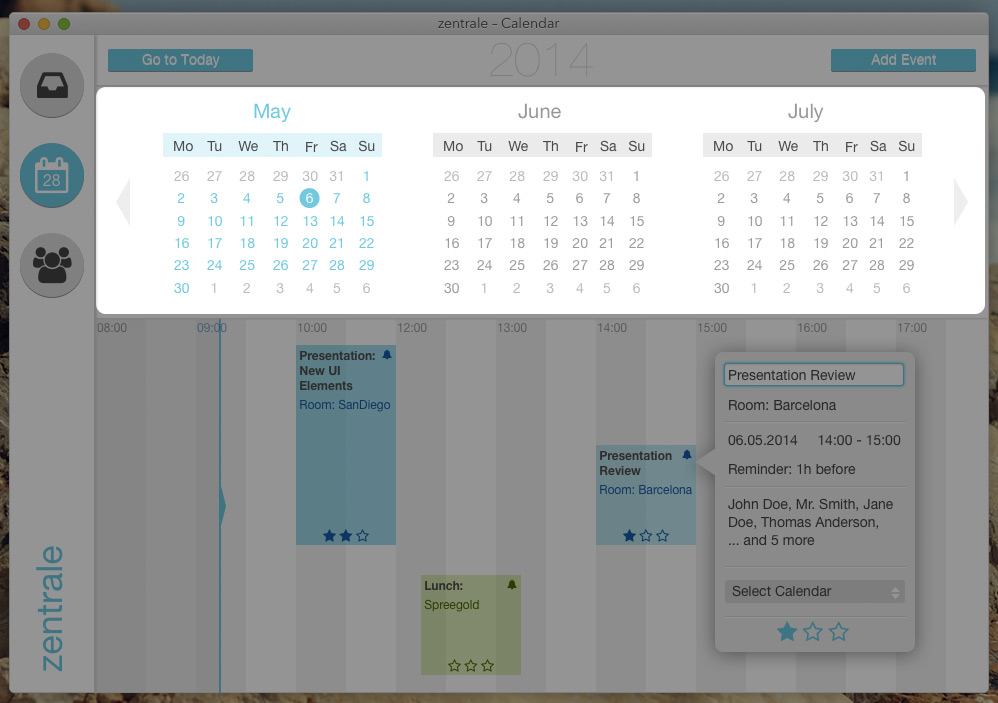 zentrale – Calendar
Go to Today
2014
Add Event
May
June
July
Mo Tu We Th Fr Sa Su
Mo Tu We Th Fr Sa Su
Mo Tu We Th Fr Sa Su
26 27 28 29 30 31 1
26 27 28 29 30 31 1
26 27 28 29 30 31 1
2 3 4 5 6 7 8
2 3 4 5 6 7 8
2 3 4 5 6 7 8
9 10 11 12 13 14 15
9 10 11 12 13 14 15
9 10 11 12 13 14 15
16 17 18 19 20 21 22
16 17 18 19 20 21 22
16 17 18 19 20 21 22
23 24 25 26 27 28 29
23 24 25 26 27 28 29
23 24 25 26 27 28 29
30 1 2 3 4 5 6
30 1 2 3 4 5 6
30 1 2 3 4 5 6
28
08:00 09:00 10:00 12:00 13:00 14:00 15:00 16:00 17:00
Presentation:
New UI
Elements
Room: SanDiego
Lunch:
Spreegold
Presentation
Review
Room: Barcelona
Presentation Review
Room: Barcelona
06.05.2014 14:00 - 15:00
Reminder: 1h before
John Doe, Mr. Smith, Jane
Doe, Thomas Anderson,
... and 5 more
Select Calendar
zentrale